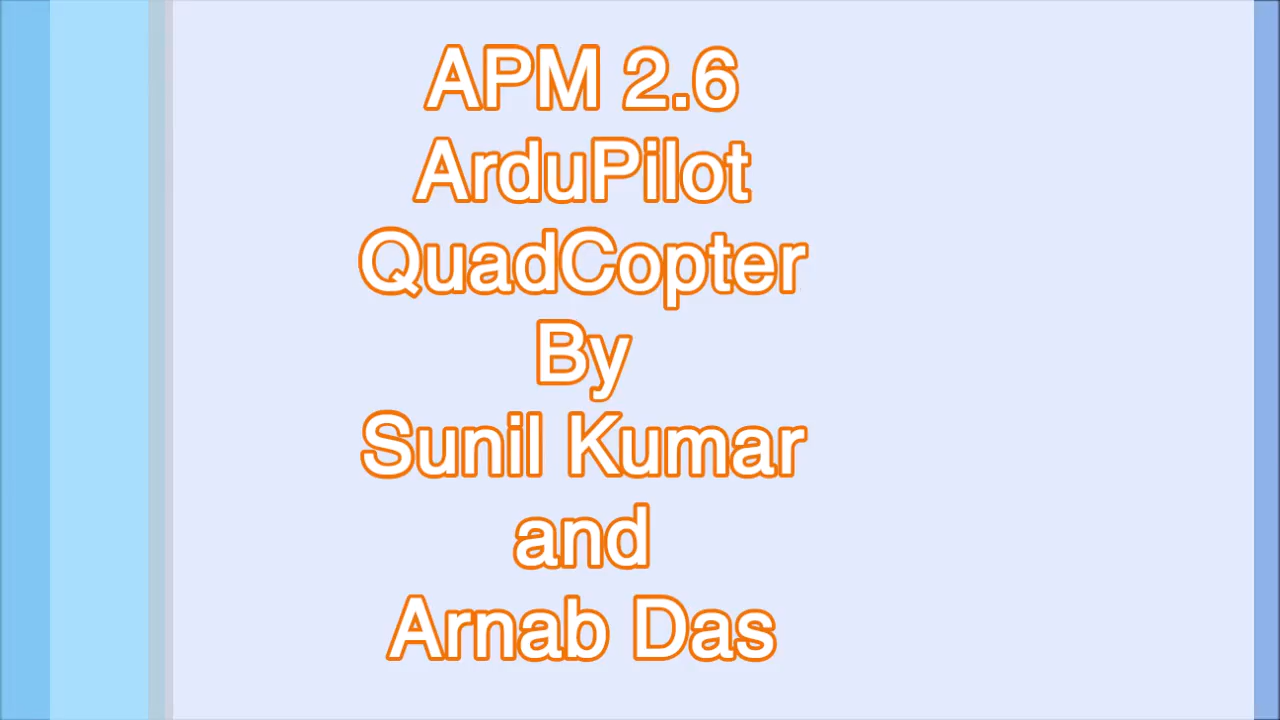 APM 2.6
ArduPilot
QuadCopter
By
Sunil Kumar
and
Arnab Das